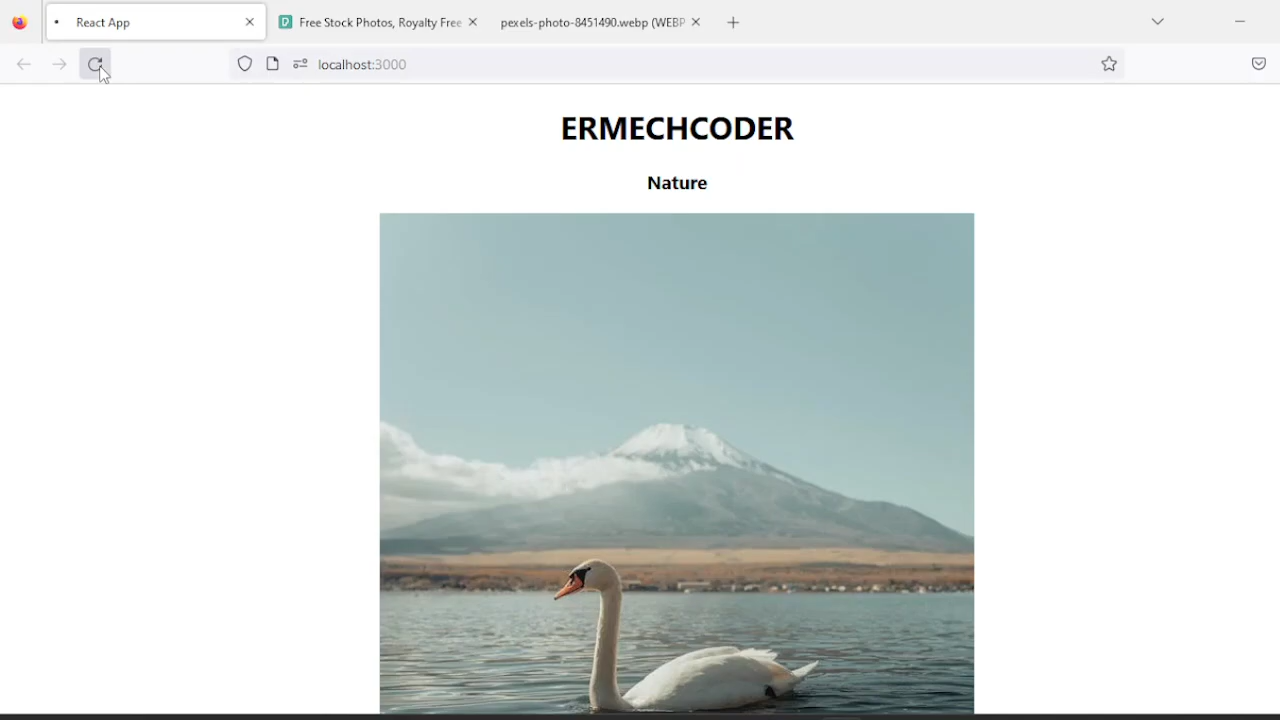 React App
Free Stock Photos, Royalty Free
pexels-photo-8451490.webp (WEBP
localhost:3000
ERMECHCODER
Nature